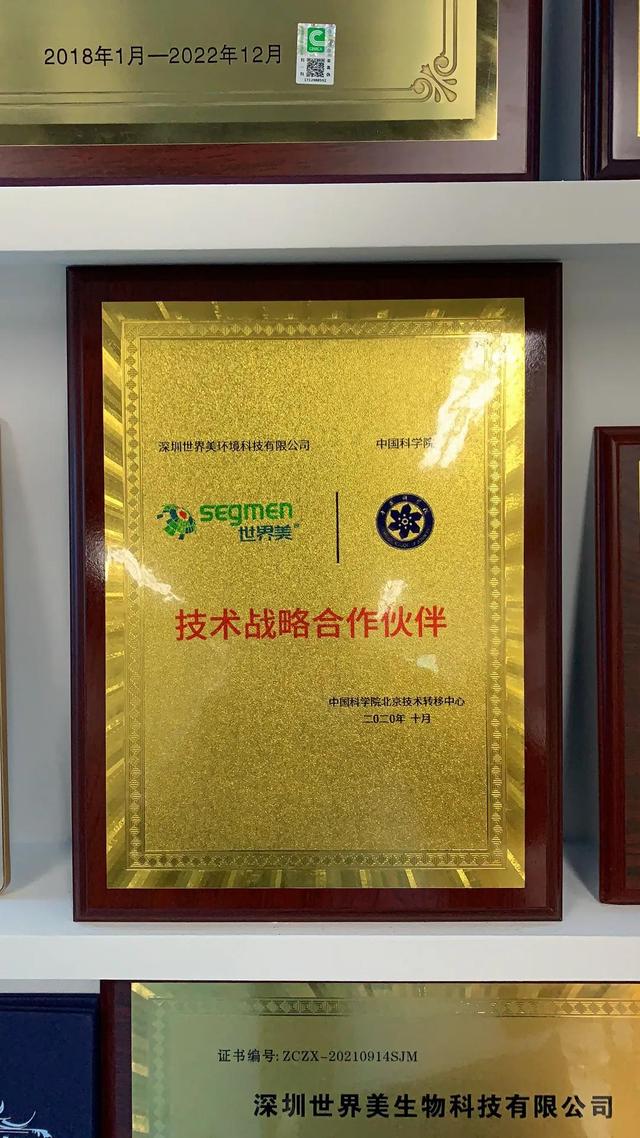 2018年1月—2022年12月
深圳世界美环境科技有限公司
中国科学院
segmen
世界美
技术战略合作伙伴
中国科学院北京技术转移中心
二〇二〇年 十月
证书编号: ZCZX-20210914SJM
深圳世界美生物科技有限公司